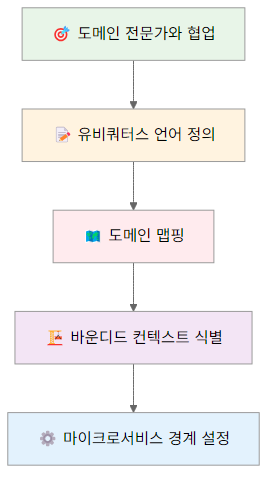 🎯 도메인 전문가와 협업
📝 유비쿼터스 언어 정의
🗺️ 도메인 맵핑
🏗️ 바운디드 컨텍스트 식별
⚙️ 마이크로서비스 경계 설정